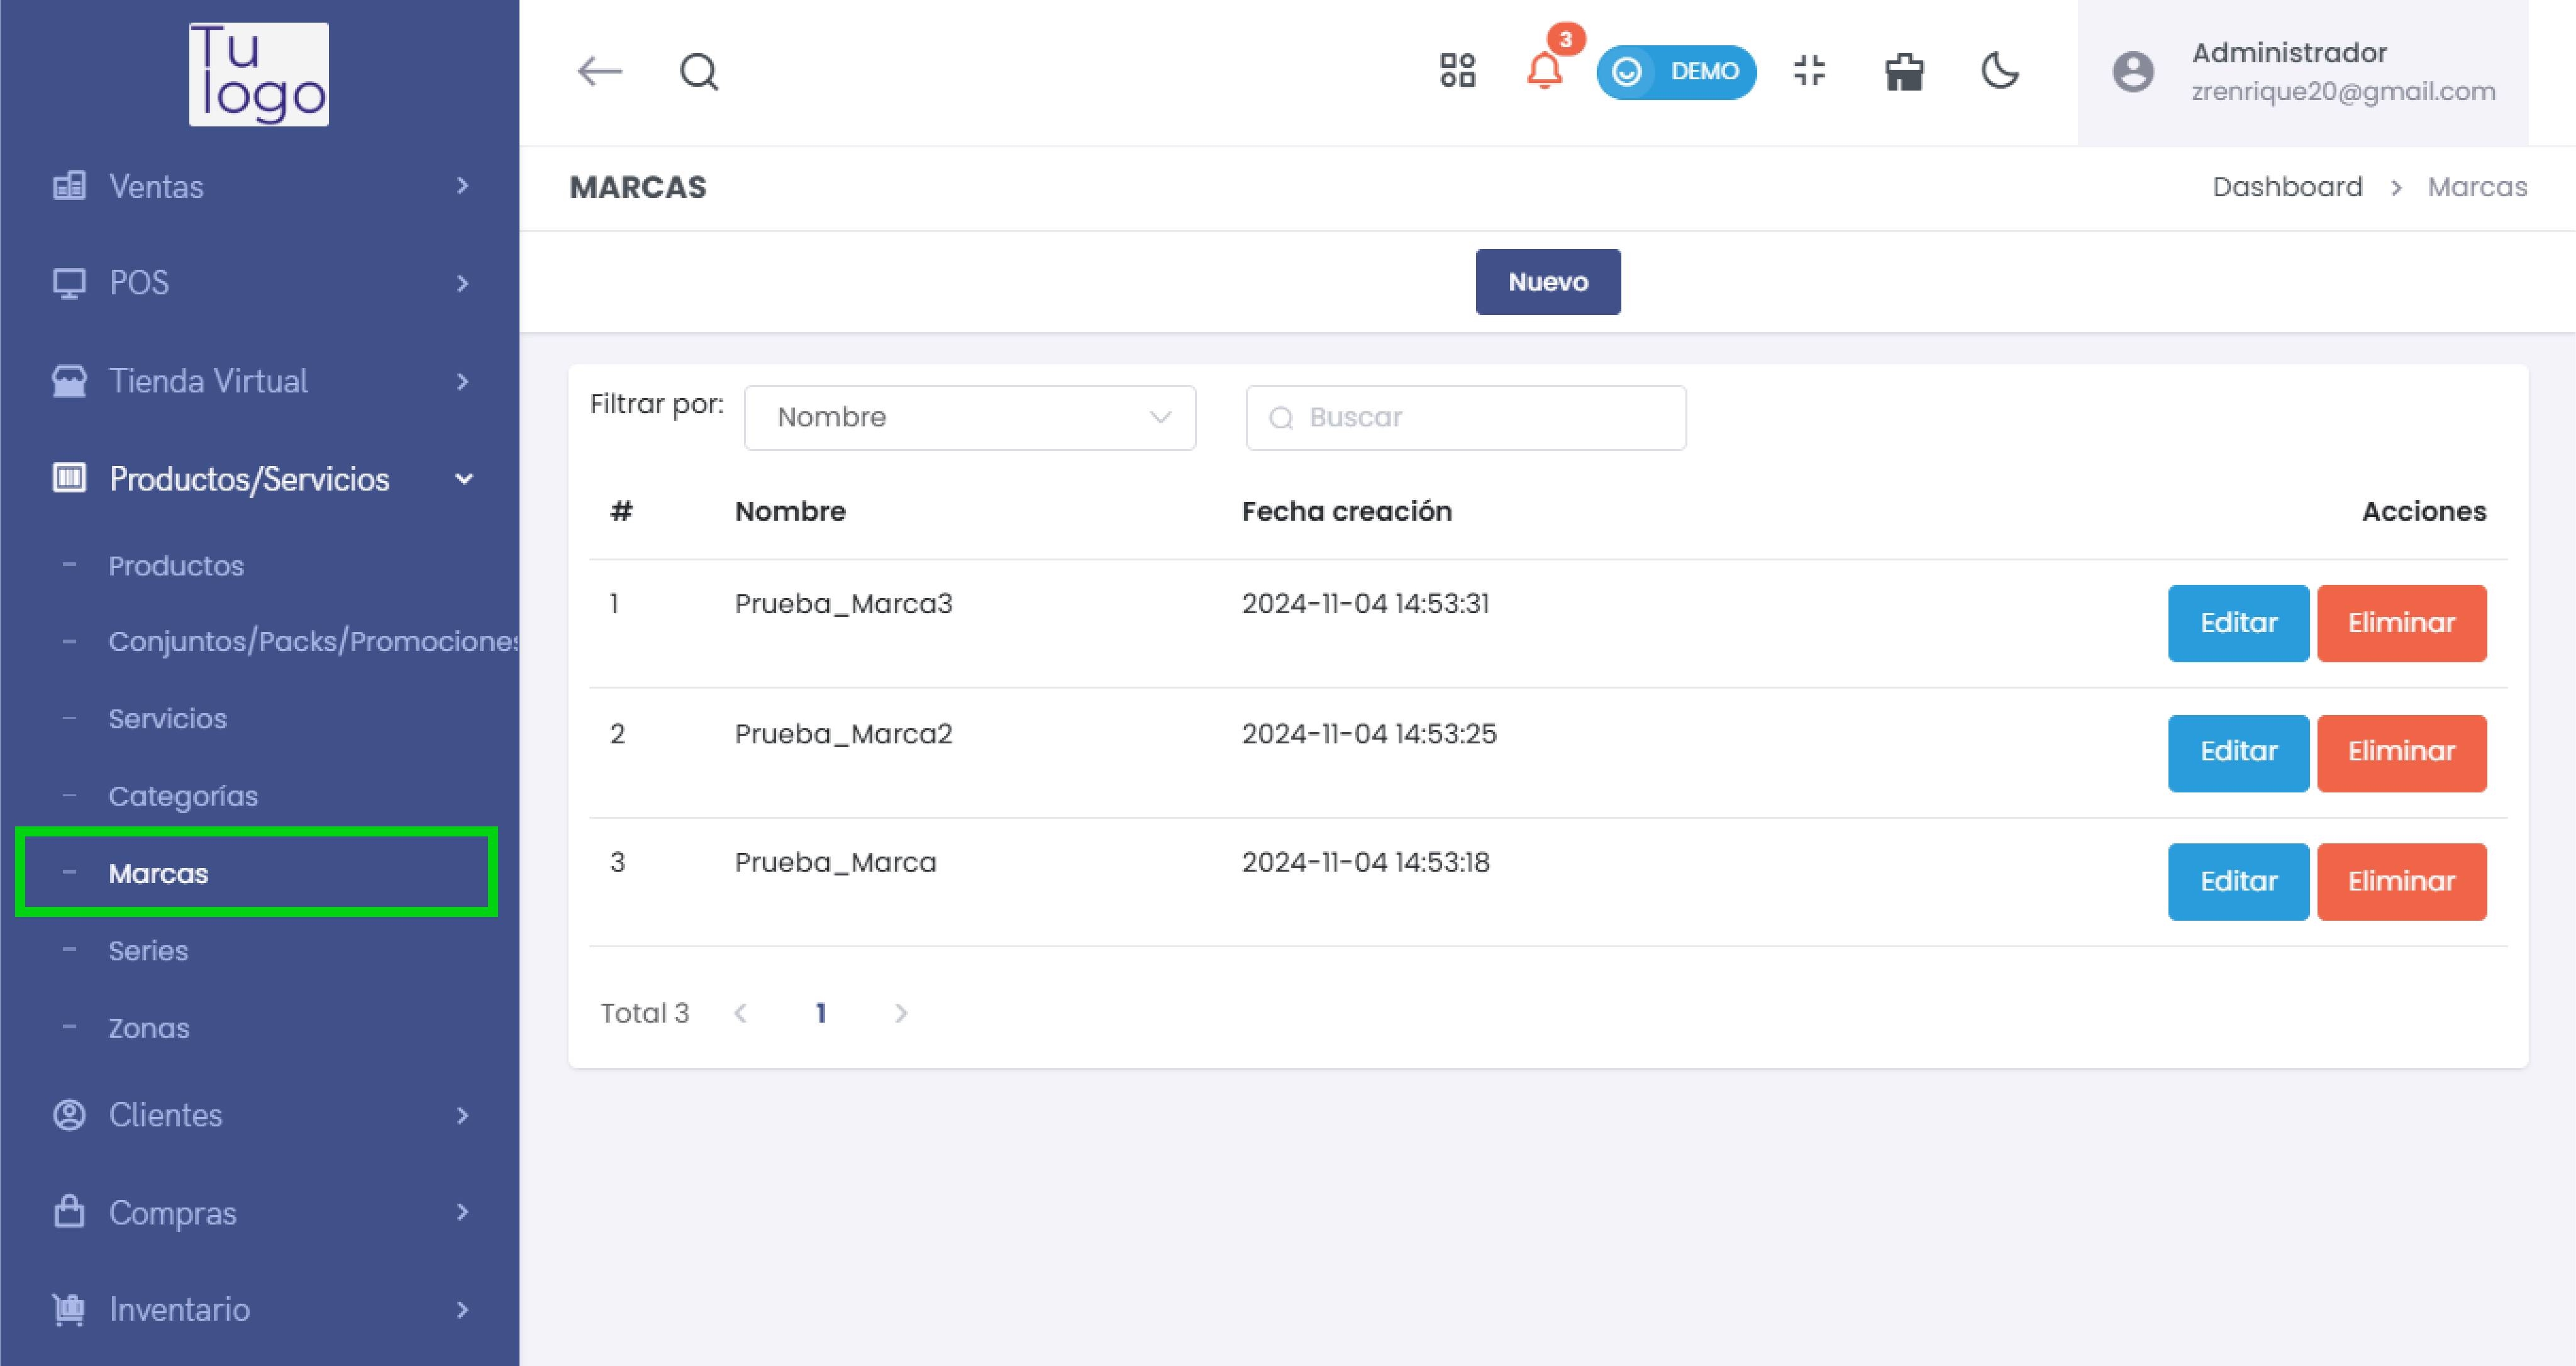 Tu
logo
Ventas
POS
Tienda Virtual
Productos/Servicios
- Productos
- Conjuntos/Packs/Promociones
- Servicios
- Categorías
- Marcas
- Series
- Zonas
Clientes
Compras
Inventario
3
DEMO
Administrador
zrenrique20@gmail.com
MARCAS
Dashboard > Marcas
Nuevo
Filtrar por: Nombre Buscar
# Nombre Fecha creación Acciones
1 Prueba_Marca3 2024-11-04 14:53:31 Editar Eliminar
2 Prueba_Marca2 2024-11-04 14:53:25 Editar Eliminar
3 Prueba_Marca 2024-11-04 14:53:18 Editar Eliminar
Total 3 < 1 >